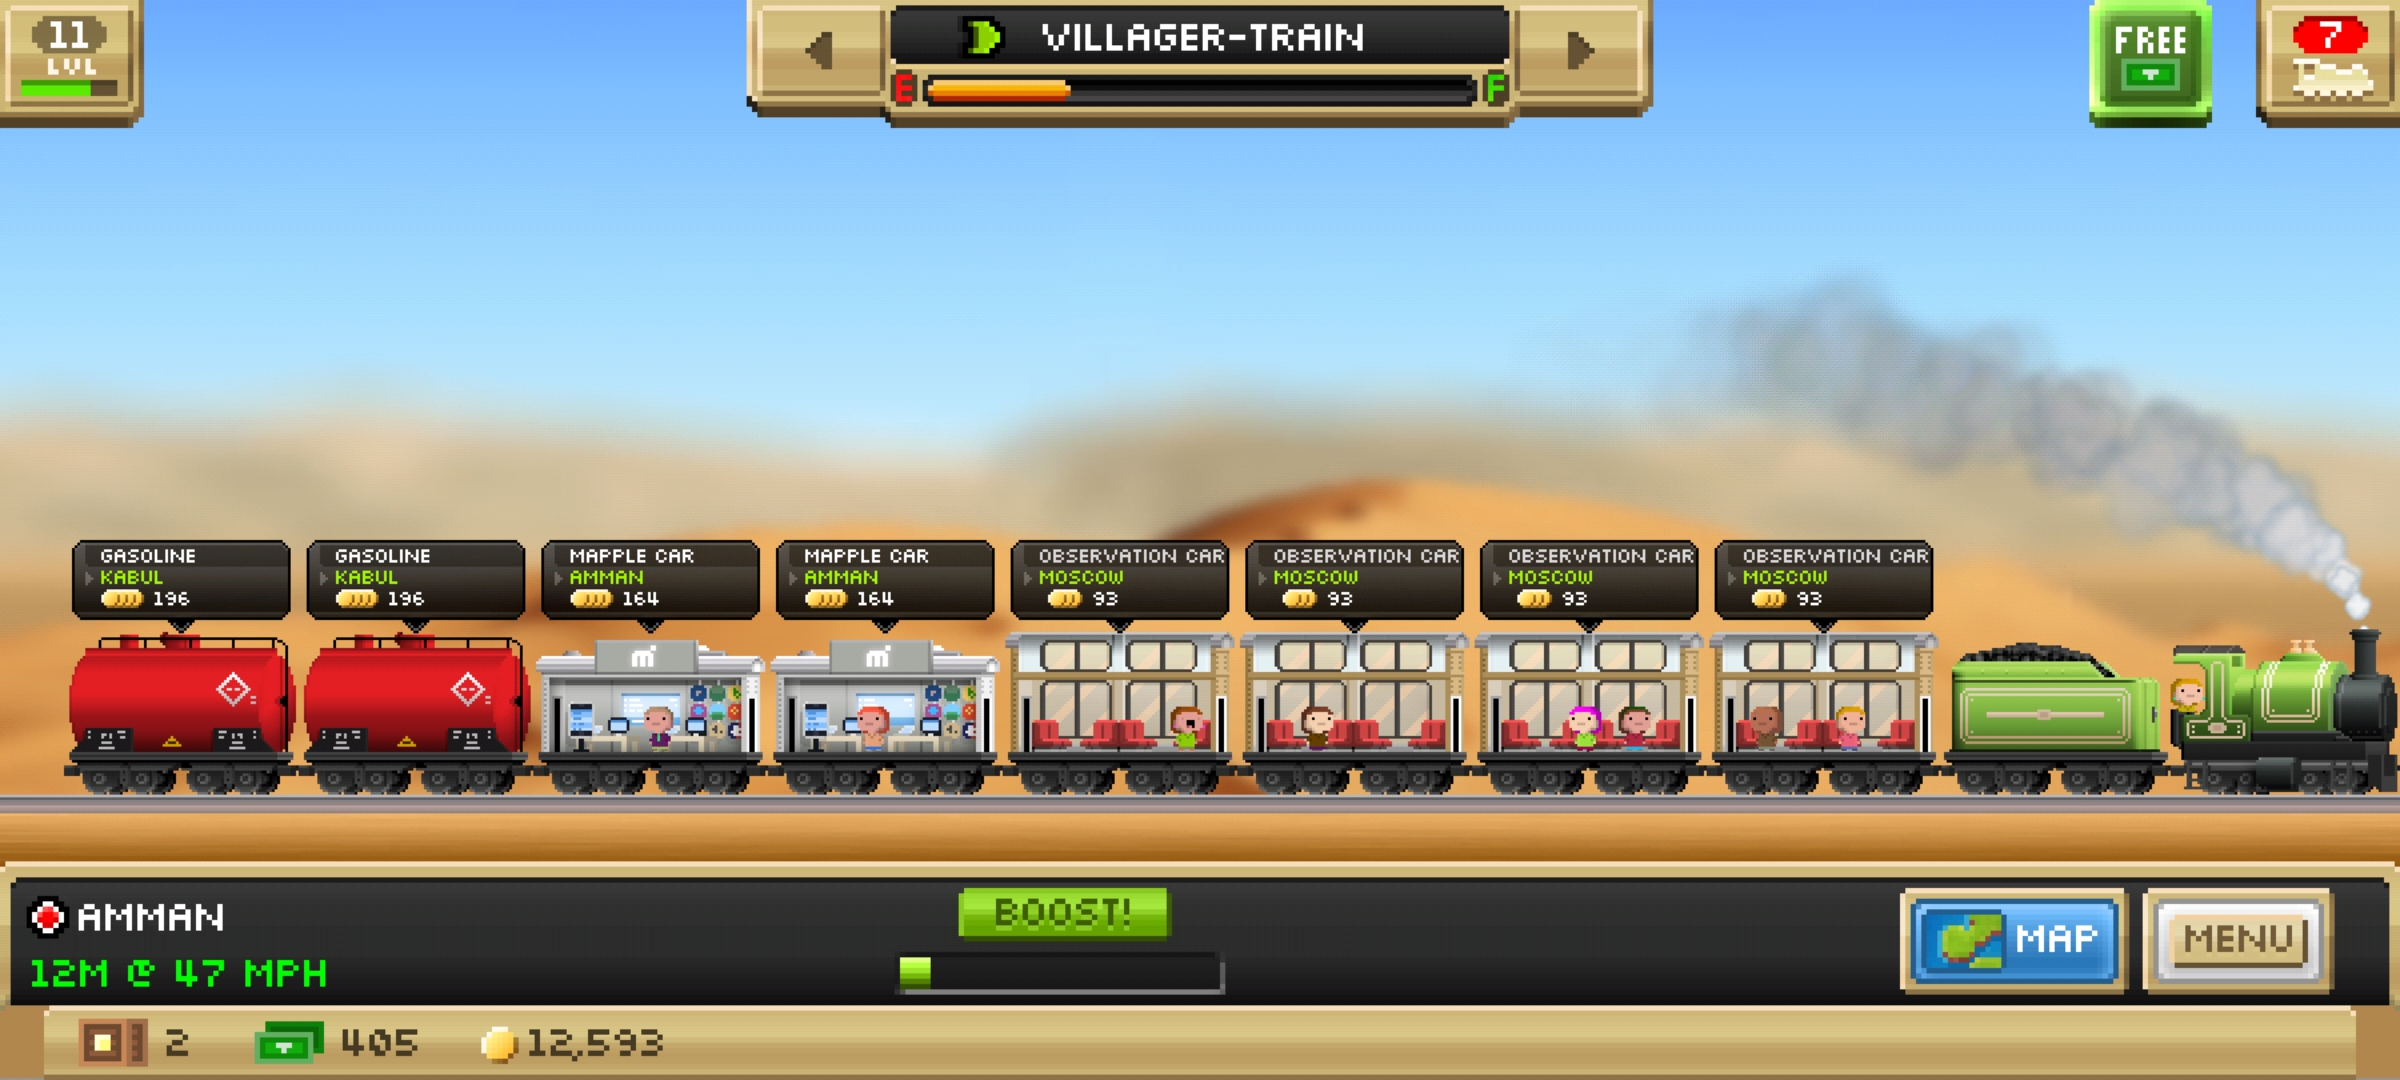 11
LVL
VILLAGER-TRAIN
E F
FREE
7
GASOLINE
KABUL
196
GASOLINE
KABUL
196
MAPPLE CAR
AMMAN
164
MAPPLE CAR
AMMAN
164
OBSERVATION CAR
MOSCOW
93
OBSERVATION CAR
MOSCOW
93
OBSERVATION CAR
MOSCOW
93
OBSERVATION CAR
MOSCOW
93
m
m
AMMAN
12M @ 47 MPH
BOOST!
MAP
MENU
2
405
12,593